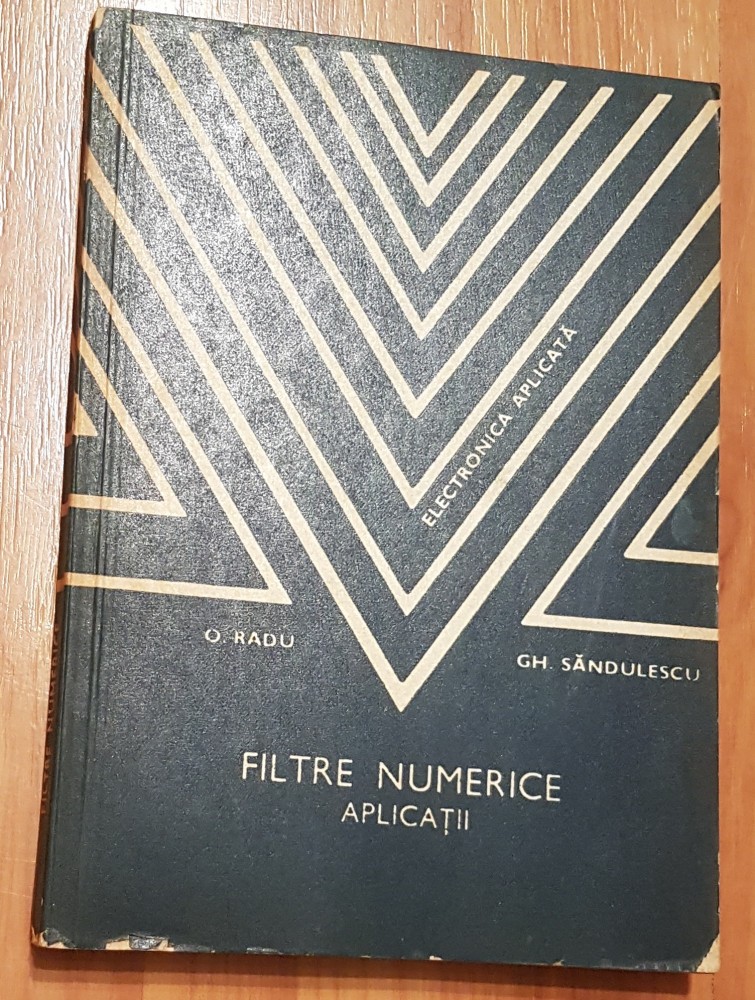 ELECTRONICA APLICATĂ
O. RADU
GH. SĂNDULESCU
FILTRE NUMERICE
APLICAȚII